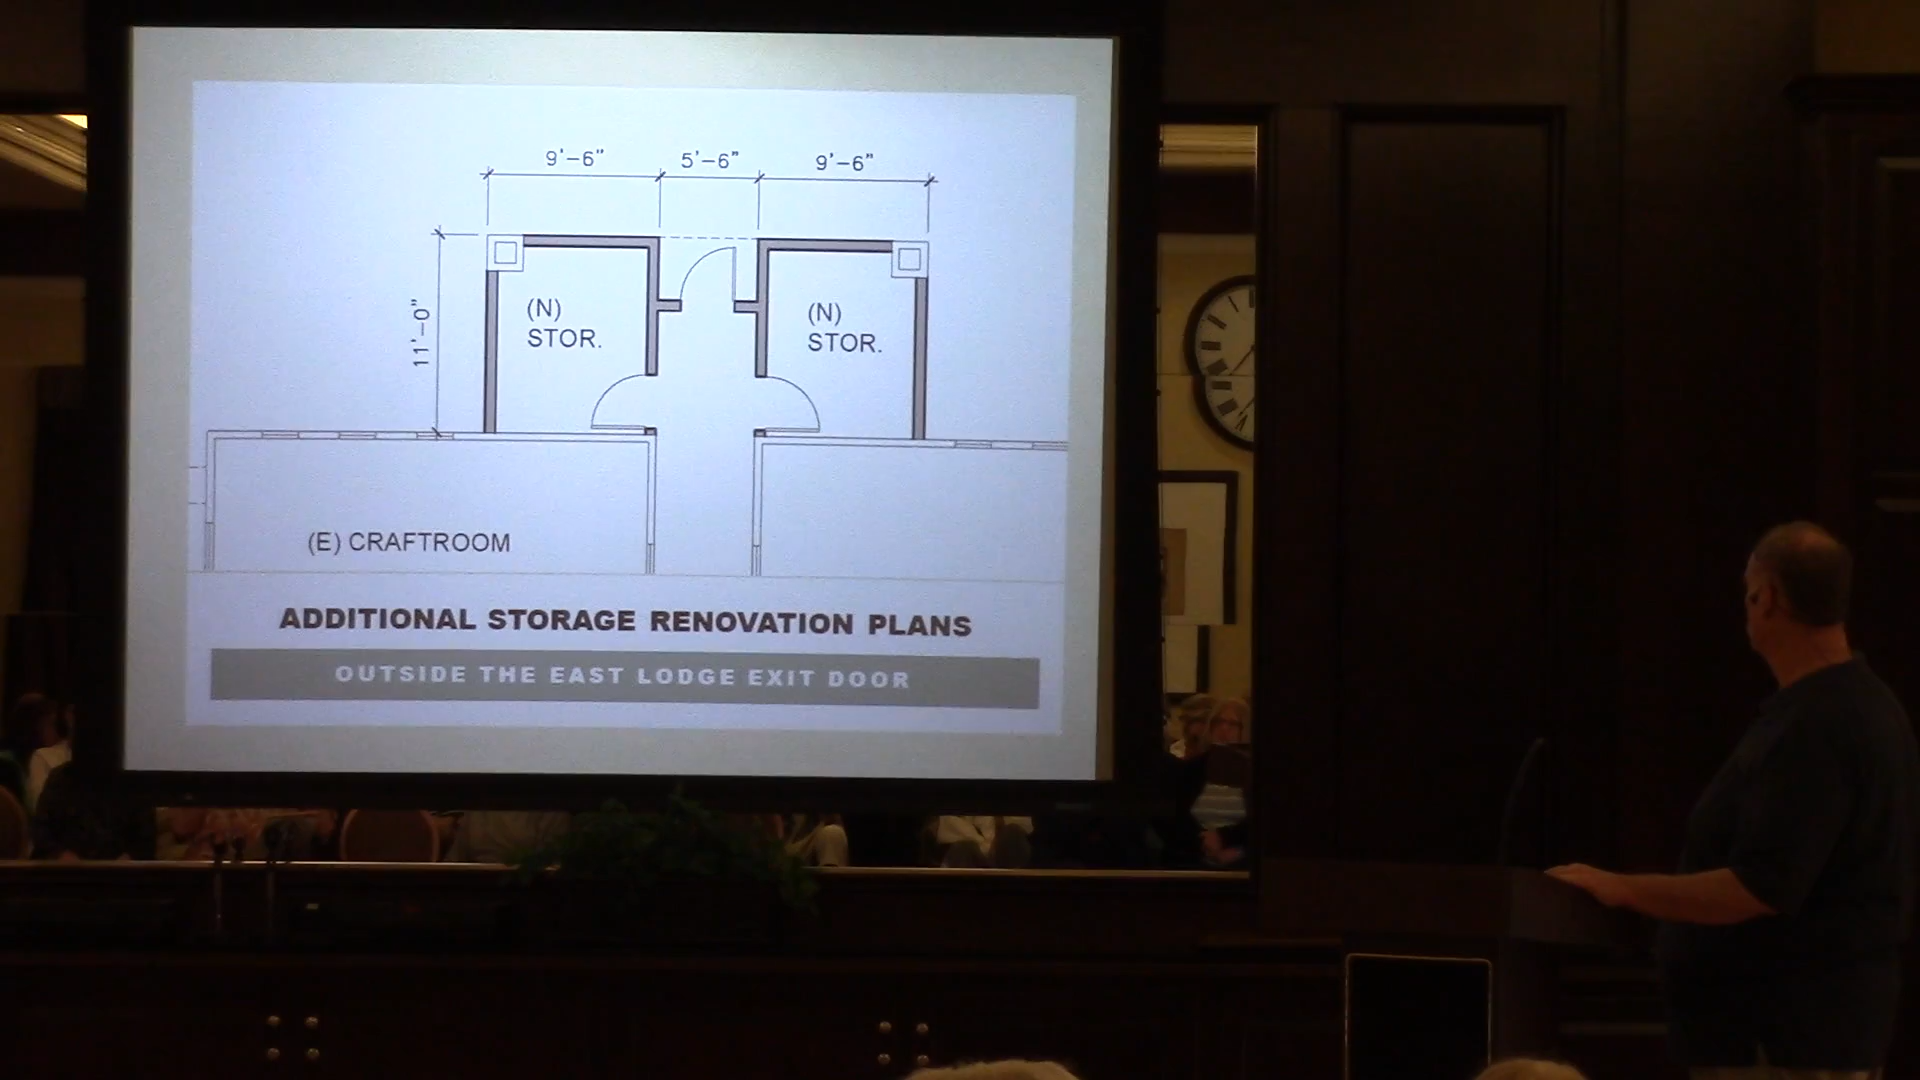 9'-6" 5'-6" 9'-6"
11'-0"
(N)
STOR.
(N)
STOR.
(E) CRAFTROOM
ADDITIONAL STORAGE RENOVATION PLANS
OUTSIDE THE EAST LODGE EXIT DOOR